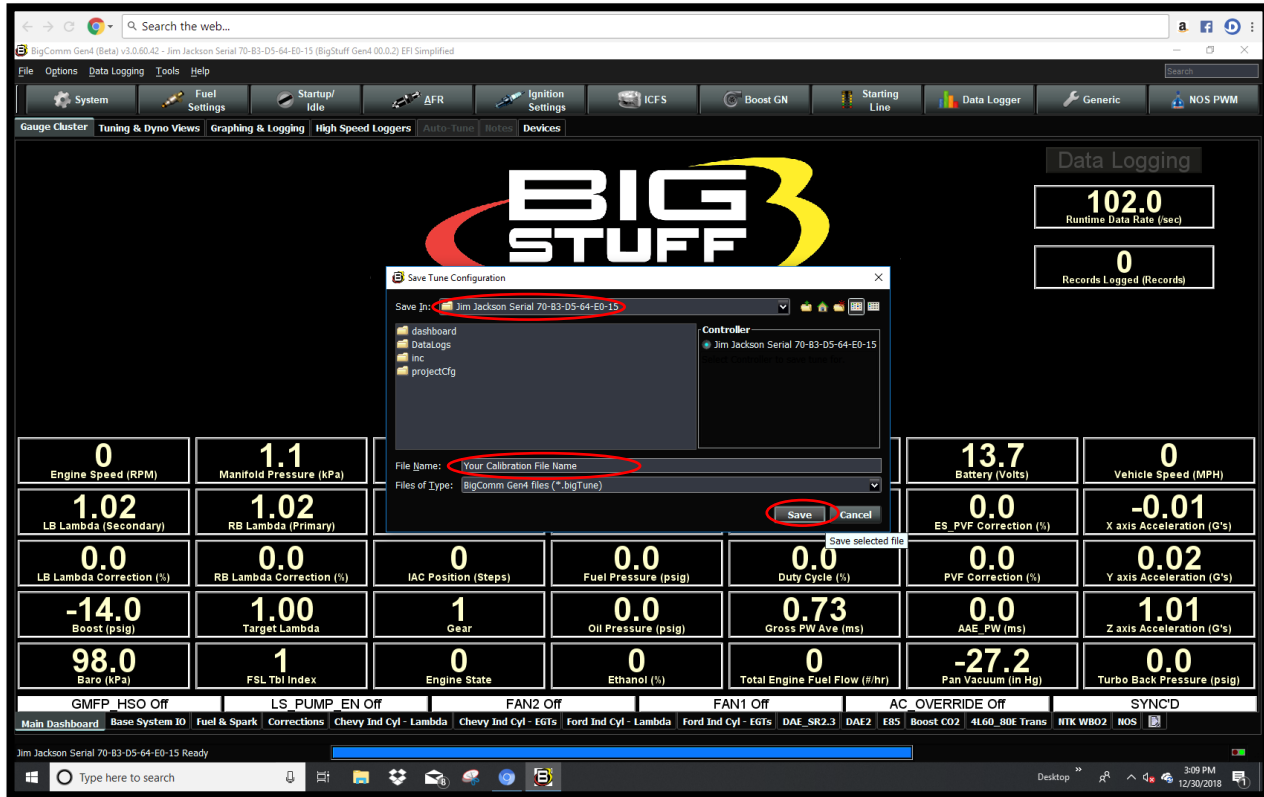 Search the web...
BigComm Gen4 (Beta) v3.0.60.42 - Jim Jackson Serial 70-B3-D5-64-E0-15 (BigStuff Gen4 00.0.2) EFI Simplified
File Options Data Logging Tools Help
Search
System
Fuel Settings
Startup/ Idle
AFR
Ignition Settings
ICFS
Boost GN
Starting Line
Data Logger
Generic
NOS PWM
Gauge Cluster Tuning & Dyno Views Graphing & Logging High Speed Loggers Auto-Tune Notes Devices
Data Logging
BIG
STUFF
3
102.0
Runtime Data Rate (/sec)
0
Records Logged (Records)
Save Tune Configuration
Save In: Jim Jackson Serial 70-B3-D5-64-E0-15
dashboard
DataLogs
inc
projectCfg
Controller
Jim Jackson Serial 70-B3-D5-64-E0-15
File Name: Your Calibration File Name
Files of Type: BigComm Gen4 files (*.bigTune)
Save Cancel
Save selected file
0
Engine Speed (RPM)
1.1
Manifold Pressure (kPa)
13.7
Battery (Volts)
0
Vehicle Speed (MPH)
1.02
LB Lambda (Secondary)
1.02
RB Lambda (Primary)
0.0
ES_PVF Correction (%)
-0.01
X axis Acceleration (G's)
0.0
LB Lambda Correction (%)
0.0
RB Lambda Correction (%)
0
IAC Position (Steps)
0.0
Fuel Pressure (psig)
0.0
Duty Cycle (%)
0.0
PVF Correction (%)
0.02
Y axis Acceleration (G's)
-14.0
Boost (psig)
1.00
Target Lambda
1
Gear
0.0
Oil Pressure (psig)
0.73
Gross PW Ave (ms)
0.0
AAE_PW (ms)
1.01
Z axis Acceleration (G's)
98.0
Baro (kPa)
1
FSL Tbl Index
0
Engine State
0
Ethanol (%)
0
Total Engine Fuel Flow (#/hr)
-27.2
Pan Vacuum (in Hg)
0.0
Turbo Back Pressure (psig)
GMFP_HSO Off LS_PUMP_EN Off FAN2 Off FAN1 Off AC_OVERRIDE Off SYNC'D
Main Dashboard Base System IO Fuel & Spark Corrections Chevy Ind Cyl - Lambda Chevy Ind Cyl - EGTs Ford Ind Cyl - Lambda Ford Ind Cyl - EGTs DAE_SR2.3 DAE2 E85 Boost CO2 4L60_80E Trans NTK WBO2 NOS
Jim Jackson Serial 70-B3-D5-64-E0-15 Ready
Type here to search
Desktop
3:09 PM
12/30/2018